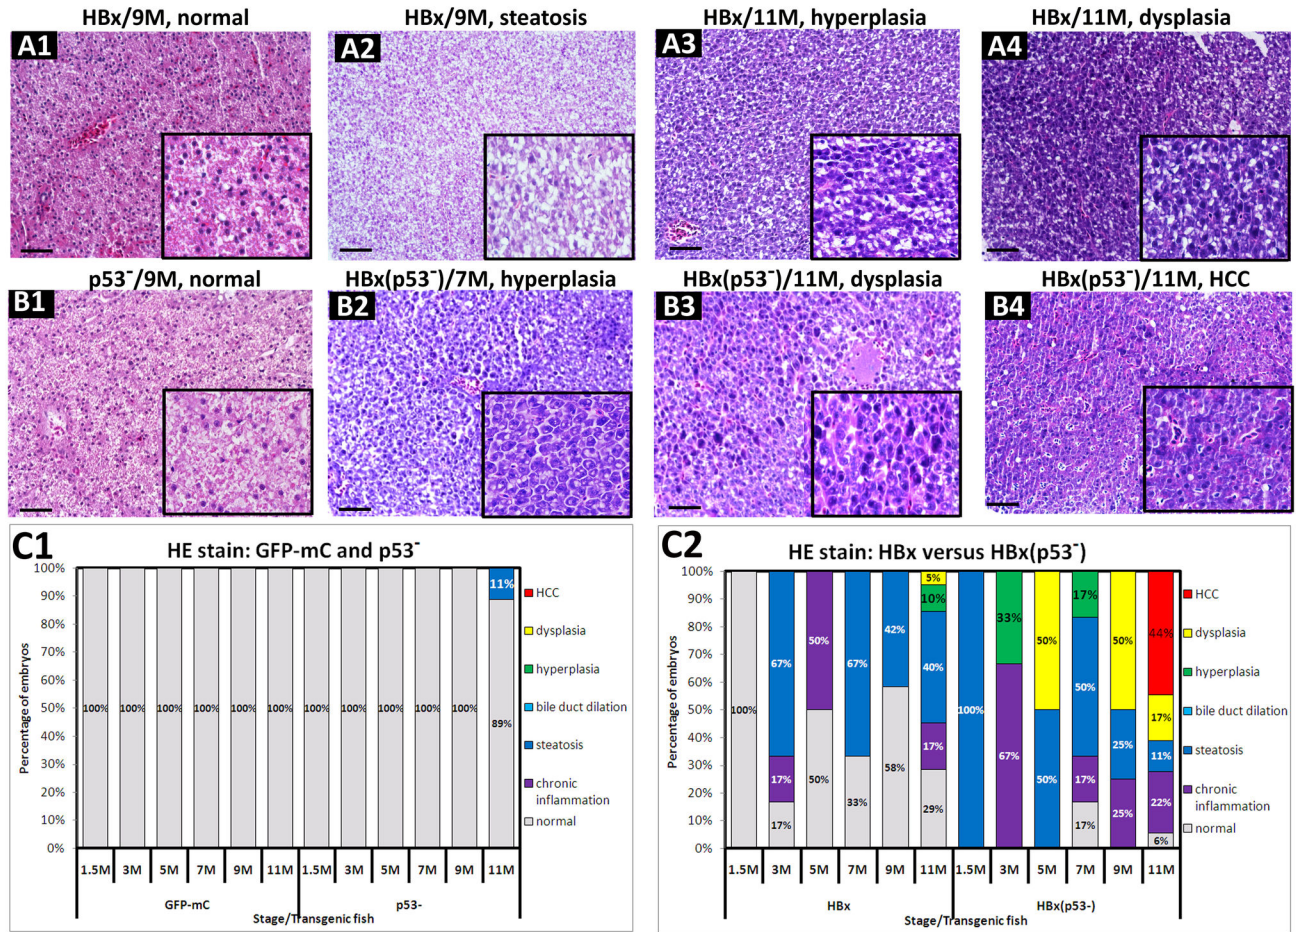 HBx/9M, normal
HBx/9M, steatosis
HBx/11M, hyperplasia
HBx/11M, dysplasia
A1
A2
A3
A4
p53⁻/9M, normal
HBx(p53⁻)/7M, hyperplasia
HBx(p53⁻)/11M, dysplasia
HBx(p53⁻)/11M, HCC
B1
B2
B3
B4
C1
HE stain: GFP-mC and p53⁻
Percentage of embryos
100%
90%
80%
70%
60%
50%
40%
30%
20%
10%
0%
100% 100% 100% 100% 100% 100% 100% 100% 100% 100% 100%
11%
89%
HCC
dysplasia
hyperplasia
bile duct dilation
steatosis
chronic
inflammation
normal
1.5M 3M 5M 7M 9M 11M 1.5M 3M 5M 7M 9M 11M
GFP-mC p53-
Stage/Transgenic fish
C2
HE stain: HBx versus HBx(p53⁻)
Percentage of embryos
100%
90%
80%
70%
60%
50%
40%
30%
20%
10%
0%
100%
67%
17%
17%
50%
50%
67%
33%
42%
58%
5%
10%
40%
17%
29%
100%
33%
67%
50%
50%
17%
50%
17%
17%
50%
25%
25%
44%
17%
11%
22%
6%
HCC
dysplasia
hyperplasia
bile duct dilation
steatosis
chronic
inflammation
normal
1.5M 3M 5M 7M 9M 11M 1.5M 3M 5M 7M 9M 11M
HBx HBx(p53-)
Stage/Transgenic fish